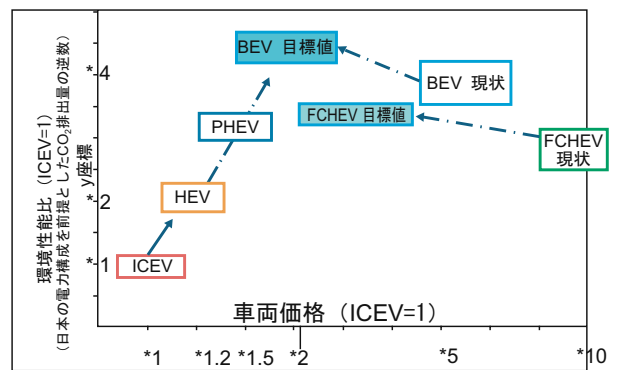 環境性能比（ICEV=1）
（日本の電力構成を前提としたCO₂排出量の逆数）
y座標
*4
*2
*1
BEV 目標値
BEV 現状
PHEV
FCHEV 目標値
FCHEV
現状
HEV
ICEV
車両価格（ICEV=1）
*1
*1.2
*1.5
*2
*5
*10